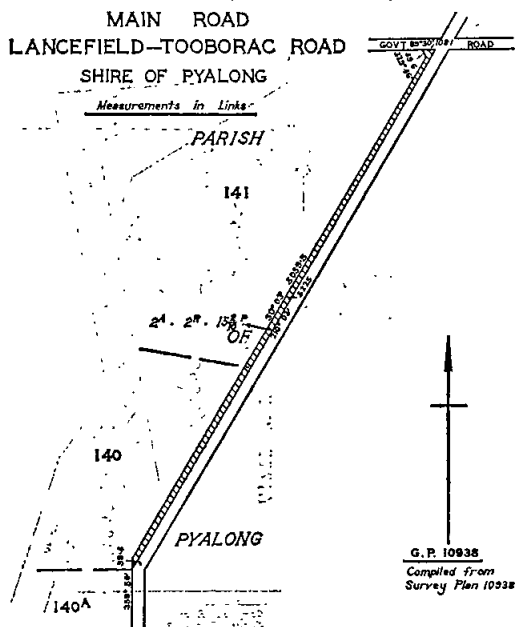 MAIN ROAD
LANCEFIELD–TOOBORAC ROAD
SHIRE OF PYALONG
Measurements in Links
GOVT ROAD
PARISH
141
OF
140
PYALONG
140A
G.P. 10938
Compiled from
Survey Plan 10938